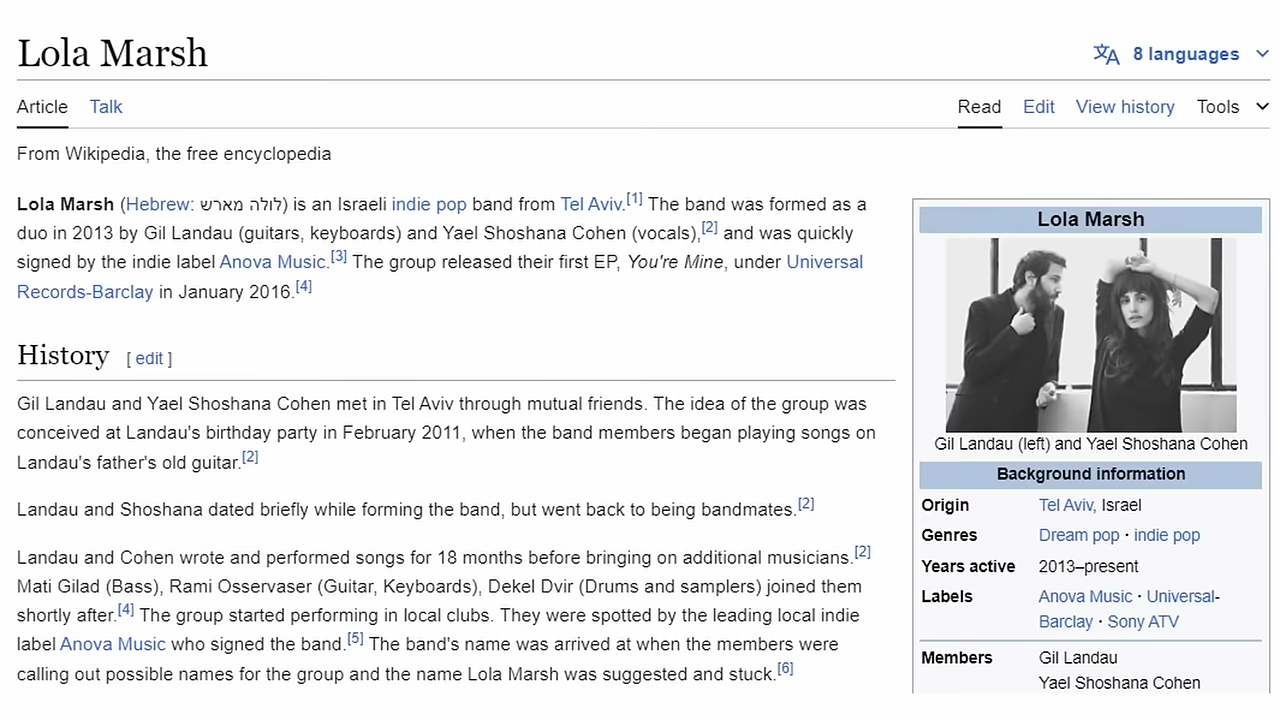 Lola Marsh
8 languages
Article Talk
Read Edit View history Tools
From Wikipedia, the free encyclopedia
Lola Marsh (Hebrew: לולה מארש) is an Israeli indie pop band from Tel Aviv.[1] The band was formed as a
duo in 2013 by Gil Landau (guitars, keyboards) and Yael Shoshana Cohen (vocals),[2] and was quickly
signed by the indie label Anova Music.[3] The group released their first EP, You're Mine, under Universal
Records-Barclay in January 2016.[4]
History [ edit ]
Gil Landau and Yael Shoshana Cohen met in Tel Aviv through mutual friends. The idea of the group was
conceived at Landau's birthday party in February 2011, when the band members began playing songs on
Landau's father's old guitar.[2]
Landau and Shoshana dated briefly while forming the band, but went back to being bandmates.[2]
Landau and Cohen wrote and performed songs for 18 months before bringing on additional musicians.[2]
Mati Gilad (Bass), Rami Osservaser (Guitar, Keyboards), Dekel Dvir (Drums and samplers) joined them
shortly after.[4] The group started performing in local clubs. They were spotted by the leading local indie
label Anova Music who signed the band.[5] The band's name was arrived at when the members were
calling out possible names for the group and the name Lola Marsh was suggested and stuck.[6]
Lola Marsh
Gil Landau (left) and Yael Shoshana Cohen
Background information
Origin Tel Aviv, Israel
Genres Dream pop · indie pop
Years active 2013–present
Labels Anova Music · Universal-
Barclay · Sony ATV
Members Gil Landau
Yael Shoshana Cohen